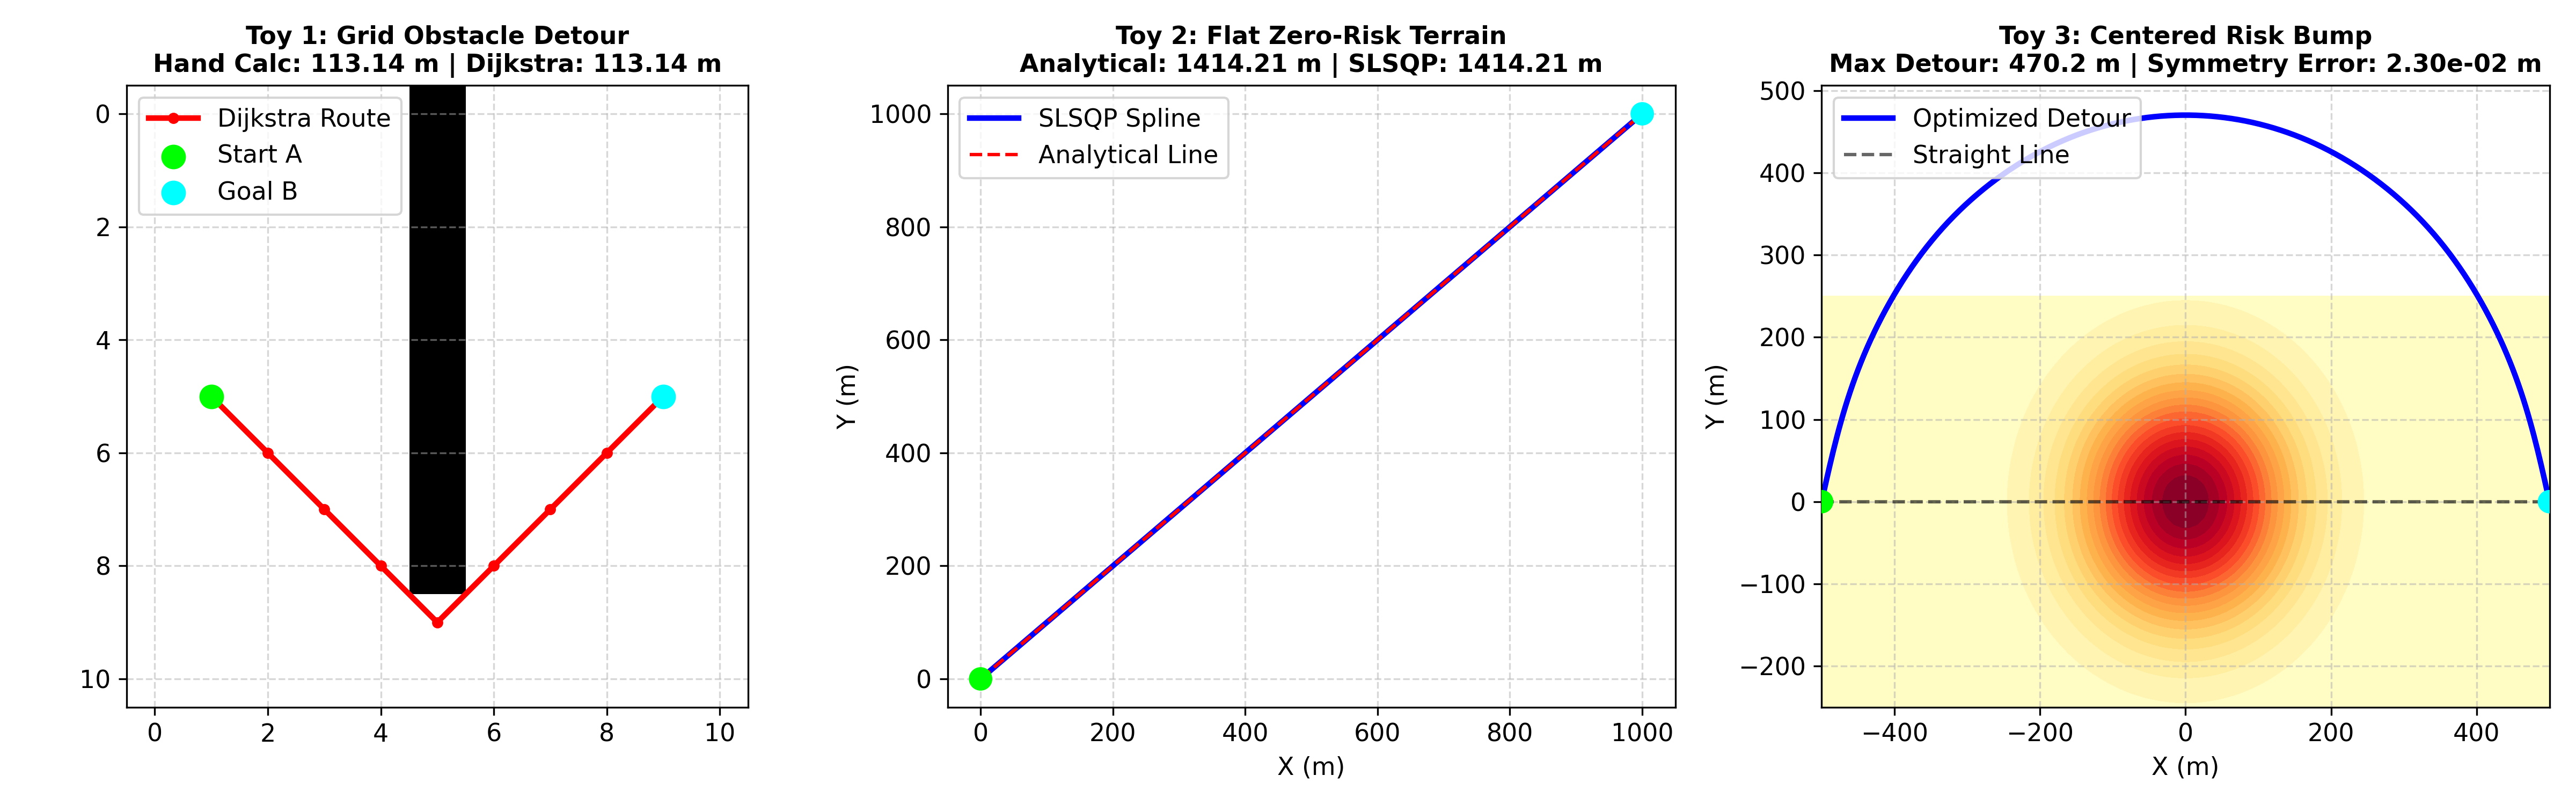 Toy 1: Grid Obstacle Detour
Hand Calc: 113.14 m | Dijkstra: 113.14 m
Dijkstra Route
Start A
Goal B
0
2
4
6
8
10
0
2
4
6
8
10
Toy 2: Flat Zero-Risk Terrain
Analytical: 1414.21 m | SLSQP: 1414.21 m
SLSQP Spline
Analytical Line
Y (m)
1000
800
600
400
200
0
0
200
400
600
800
1000
X (m)
Toy 3: Centered Risk Bump
Max Detour: 470.2 m | Symmetry Error: 2.30e-02 m
Optimized Detour
Straight Line
Y (m)
500
400
300
200
100
0
−100
−200
−400
−200
0
200
400
X (m)